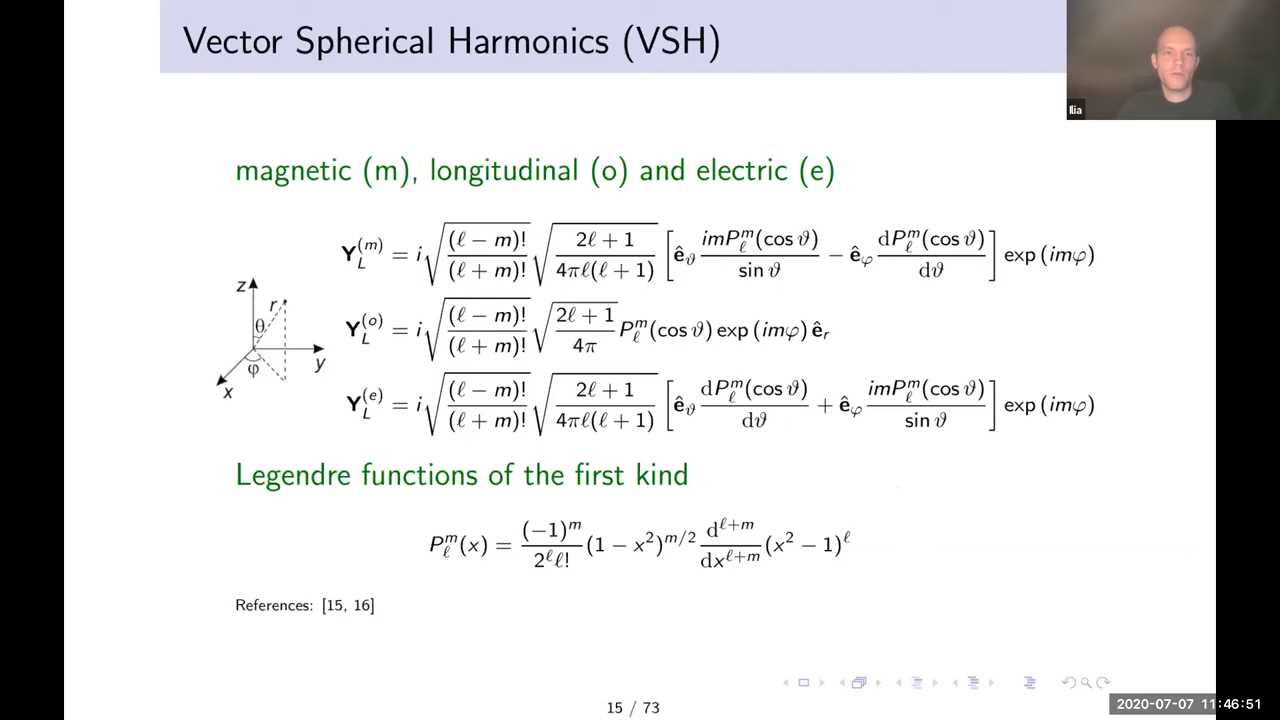 Vector Spherical Harmonics (VSH)
Ilia
magnetic (m), longitudinal (o) and electric (e)
z r θ φ x y
𝐘_L^{(m)} = i√((ℓ − m)!/(ℓ + m)!) √((2ℓ + 1)/(4πℓ(ℓ + 1))) [ê_ϑ imP_ℓ^m(cos ϑ)/sin ϑ − ê_φ dP_ℓ^m(cos ϑ)/dϑ] exp (imφ)
𝐘_L^{(o)} = i√((ℓ − m)!/(ℓ + m)!) √((2ℓ + 1)/(4π)) P_ℓ^m(cos ϑ) exp (imφ) ê_r
𝐘_L^{(e)} = i√((ℓ − m)!/(ℓ + m)!) √((2ℓ + 1)/(4πℓ(ℓ + 1))) [ê_ϑ dP_ℓ^m(cos ϑ)/dϑ + ê_φ imP_ℓ^m(cos ϑ)/sin ϑ] exp (imφ)
Legendre functions of the first kind
P_ℓ^m(x) = (−1)^m/(2^ℓ ℓ!) (1 − x^2)^{m/2} d^{ℓ+m}/dx^{ℓ+m} (x^2 − 1)^ℓ
References: [15, 16]
15 / 73
2020-07-07 11:46:51